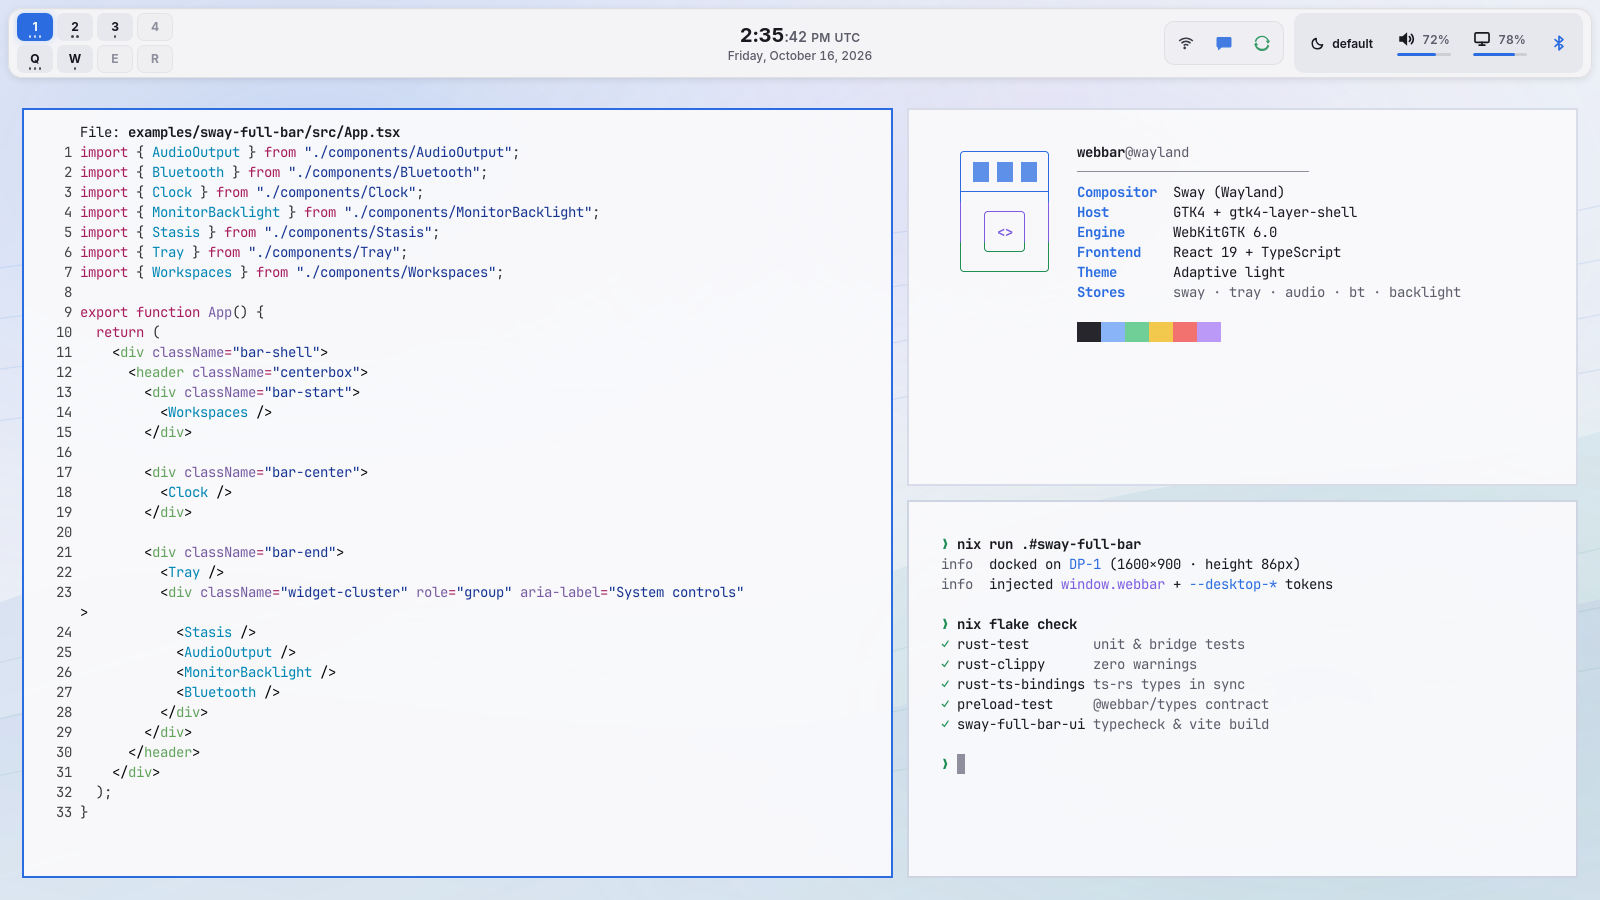 1 2 3 4
Q W E R
2:35:42 PM UTC
Friday, October 16, 2026
default 72% 78%
File: examples/sway-full-bar/src/App.tsx
1 import { AudioOutput } from "./components/AudioOutput";
2 import { Bluetooth } from "./components/Bluetooth";
3 import { Clock } from "./components/Clock";
4 import { MonitorBacklight } from "./components/MonitorBacklight";
5 import { Stasis } from "./components/Stasis";
6 import { Tray } from "./components/Tray";
7 import { Workspaces } from "./components/Workspaces";
8
9 export function App() {
10   return (
11     <div className="bar-shell">
12       <header className="centerbox">
13         <div className="bar-start">
14           <Workspaces />
15         </div>
16
17         <div className="bar-center">
18           <Clock />
19         </div>
20
21         <div className="bar-end">
22           <Tray />
23           <div className="widget-cluster" role="group" aria-label="System controls"
>
24             <Stasis />
25             <AudioOutput />
26             <MonitorBacklight />
27             <Bluetooth />
28           </div>
29         </div>
30       </header>
31     </div>
32   );
33 }
<>
webbar@wayland
Compositor Sway (Wayland)
Host GTK4 + gtk4-layer-shell
Engine WebKitGTK 6.0
Frontend React 19 + TypeScript
Theme Adaptive light
Stores sway · tray · audio · bt · backlight
❯ nix run .#sway-full-bar
info docked on DP-1 (1600×900 · height 86px)
info injected window.webbar + --desktop-* tokens
❯ nix flake check
✓ rust-test unit & bridge tests
✓ rust-clippy zero warnings
✓ rust-ts-bindings ts-rs types in sync
✓ preload-test @webbar/types contract
✓ sway-full-bar-ui typecheck & vite build
❯